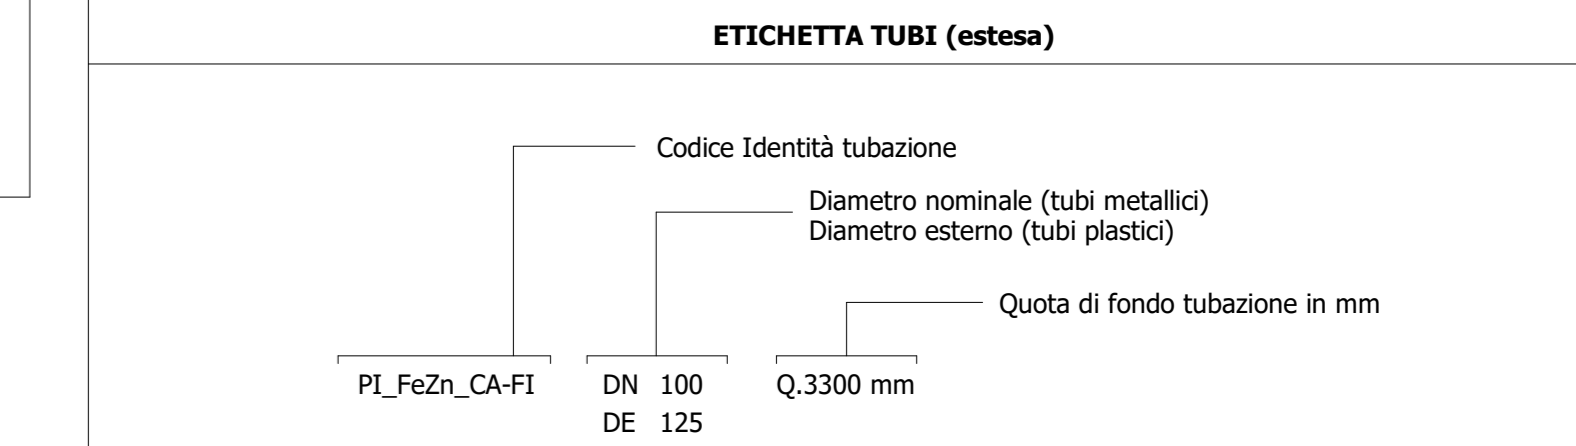 ETICHETTA TUBI (estesa)
Codice Identità tubazione
Diametro nominale (tubi metallici)
Diametro esterno (tubi plastici)
Quota di fondo tubazione in mm
PI_FeZn_CA-FI DN 100 Q.3300 mm
DE 125